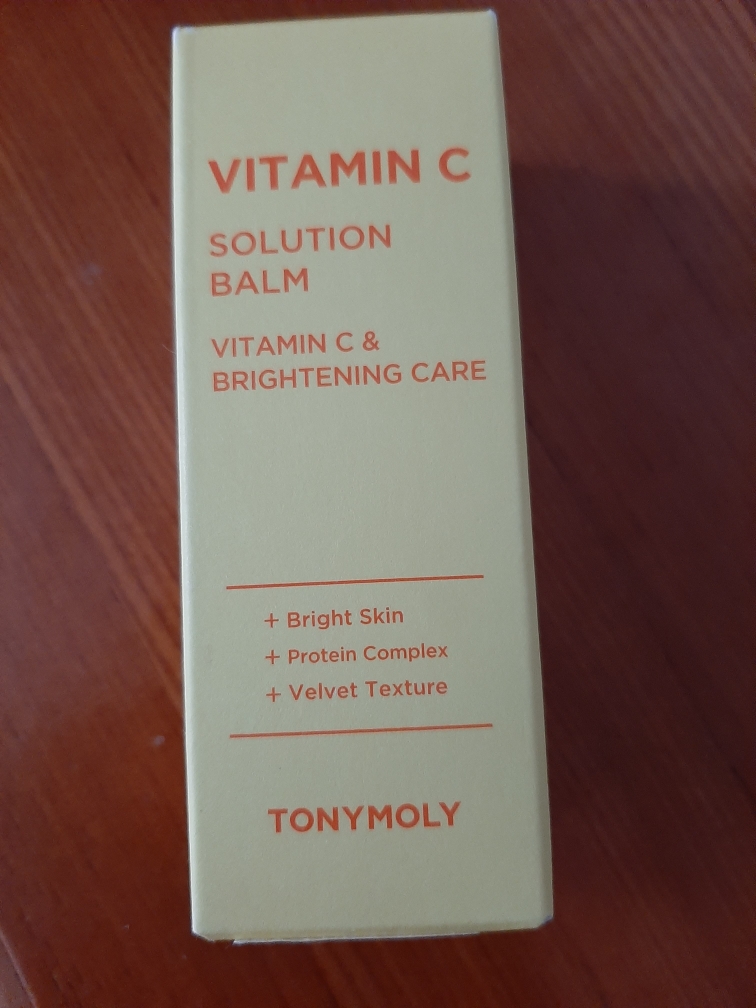 VITAMIN C
SOLUTION
BALM
VITAMIN C &
BRIGHTENING CARE
+ Bright Skin
+ Protein Complex
+ Velvet Texture
TONYMOLY